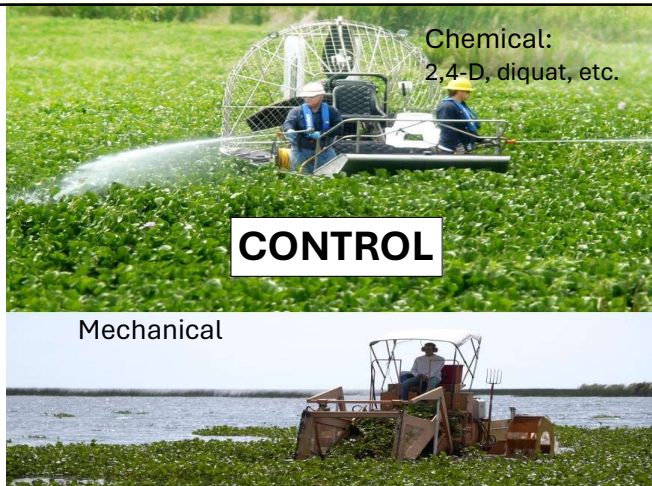 Chemical:
2,4-D, diquat, etc.
CONTROL
Mechanical